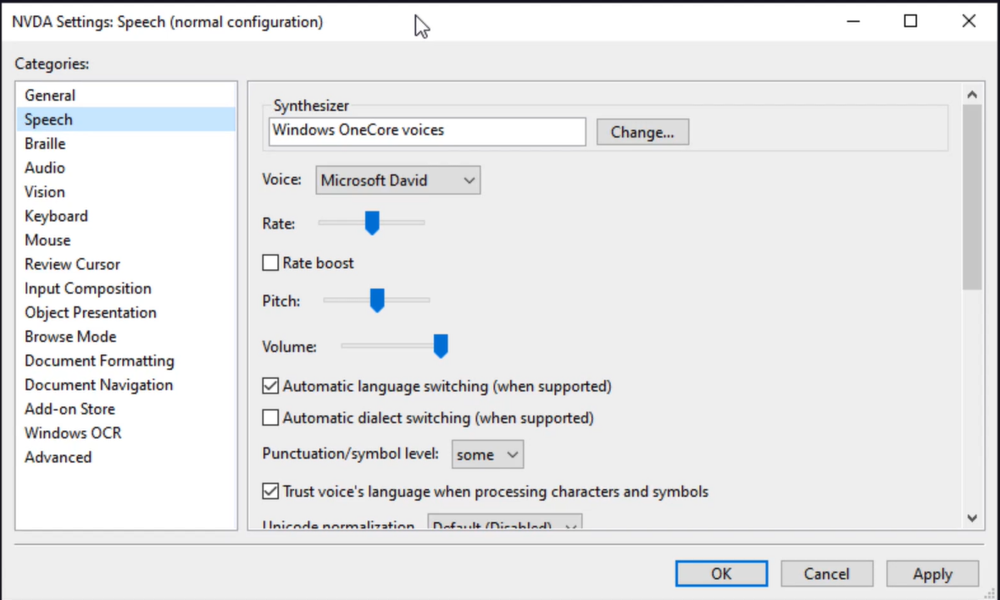 NVDA Settings: Speech (normal configuration)
Categories:
General
Speech
Braille
Audio
Vision
Keyboard
Mouse
Review Cursor
Input Composition
Object Presentation
Browse Mode
Document Formatting
Document Navigation
Add-on Store
Windows OCR
Advanced
Synthesizer
Windows OneCore voices
Change...
Voice: Microsoft David
Rate:
Rate boost
Pitch:
Volume:
Automatic language switching (when supported)
Automatic dialect switching (when supported)
Punctuation/symbol level: some
Trust voice's language when processing characters and symbols
Unicode normalization Default (Disabled)
OK Cancel Apply